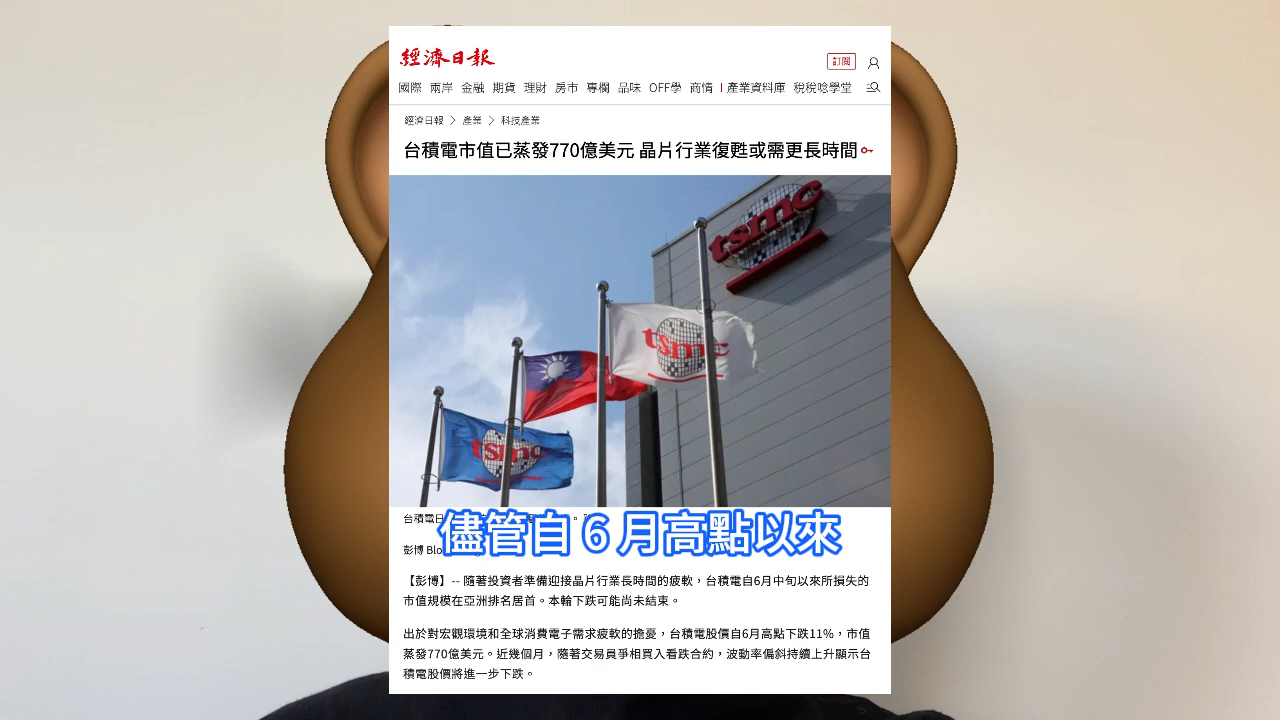 經濟日報
訂閱
國際 兩岸 金融 期貨 理財 房市 專欄 品味 OFF學 商情 產業資料庫 稅稅唸學堂
經濟日報 > 產業 > 科技產業
台積電市值已蒸發770億美元 晶片行業復甦或需更長時間
tsmc
tsmc
tsmc
台積電日
儘管自6月高點以來
彭博 Blo
【彭博】-- 隨著投資者準備迎接晶片行業長時間的疲軟，台積電自6月中旬以來所損失的
市值規模在亞洲排名居首。本輪下跌可能尚未結束。
出於對宏觀環境和全球消費電子需求疲軟的擔憂，台積電股價自6月高點下跌11%，市值
蒸發770億美元。近幾個月，隨著交易員爭相買入看跌合約，波動率偏斜持續上升顯示台
積電股價將進一步下跌。